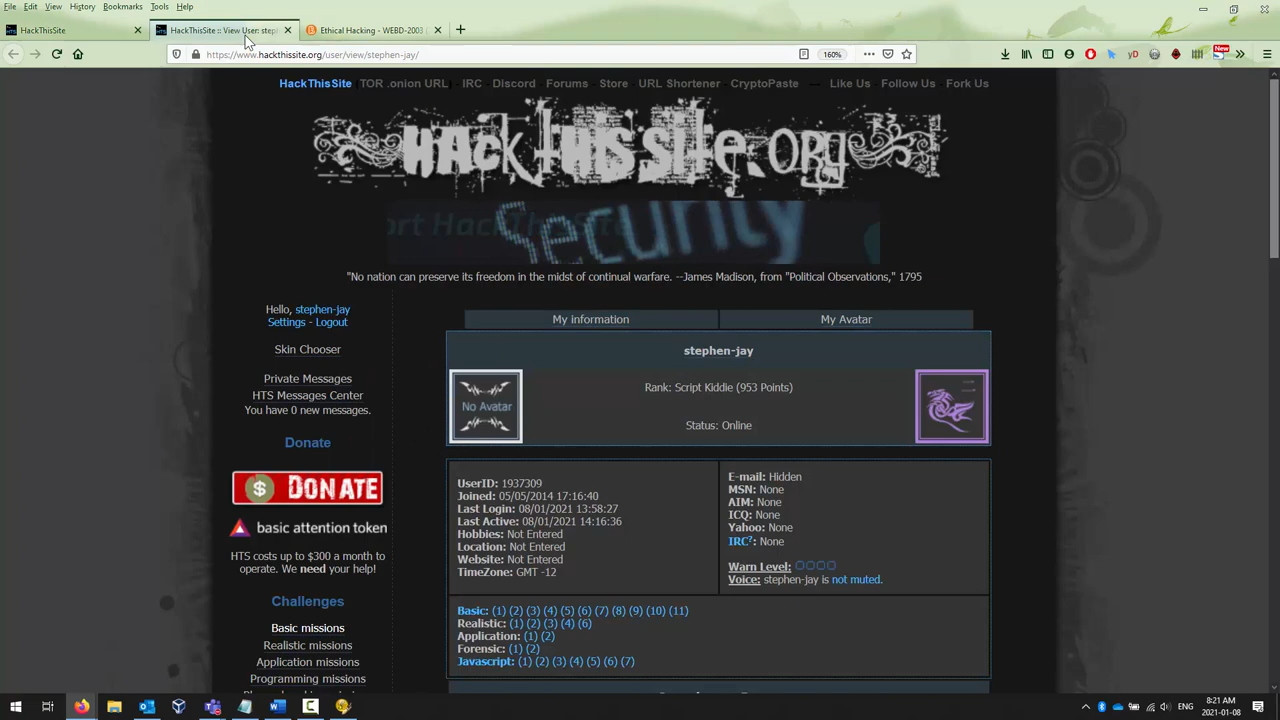 File Edit View History Bookmarks Tools Help
HackThisSite
HackThisSite :: View User: step
Ethical Hacking - WEBD-2003
https://www.hackthissite.org/user/view/stephen-jay/
160%
New
HackThisSite TOR .onion URL IRC Discord Forums Store URL Shortener CryptoPaste — Like Us Follow Us Fork Us
HackThisSite.org
ort HackThisSite
Security
"No nation can preserve its freedom in the midst of continual warfare. --James Madison, from "Political Observations," 1795
Hello, stephen-jay
Settings - Logout
Skin Chooser
Private Messages
HTS Messages Center
You have 0 new messages.
Donate
$ DONATE
basic attention token
HTS costs up to $300 a month to
operate. We need your help!
Challenges
Basic missions
Realistic missions
Application missions
Programming missions
My information
My Avatar
stephen-jay
No Avatar
Rank: Script Kiddie (953 Points)
Status: Online
UserID: 1937309
Joined: 05/05/2014 17:16:40
Last Login: 08/01/2021 13:58:27
Last Active: 08/01/2021 14:16:36
Hobbies: Not Entered
Location: Not Entered
Website: Not Entered
TimeZone: GMT -12
E-mail: Hidden
MSN: None
AIM: None
ICQ: None
Yahoo: None
IRC?: None
Warn Level:
Voice: stephen-jay is not muted.
Basic: (1) (2) (3) (4) (5) (6) (7) (8) (9) (10) (11)
Realistic: (1) (2) (3) (4) (6)
Application: (1) (2)
Forensic: (1) (2)
Javascript: (1) (2) (3) (4) (5) (6) (7)
ENG
8:21 AM
2021-01-08